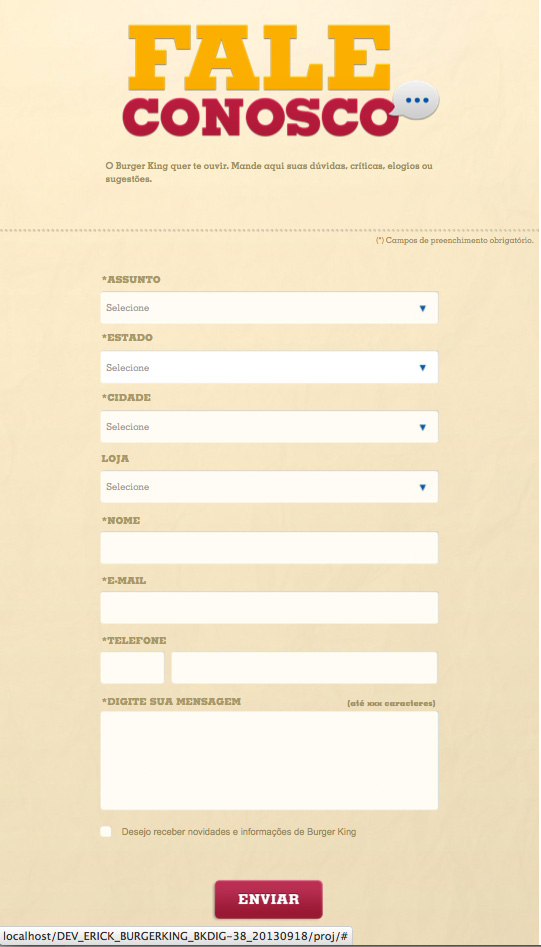 FALE
CONOSCO
O Burger King quer te ouvir. Mande aqui suas dúvidas, críticas, elogios ou
sugestões.
(*) Campos de preenchimento obrigatório.
*ASSUNTO
Selecione
*ESTADO
Selecione
*CIDADE
Selecione
LOJA
Selecione
*NOME
*E-MAIL
*TELEFONE
*DIGITE SUA MENSAGEM (até xxx caracteres)
Desejo receber novidades e informações de Burger King
ENVIAR
localhost/DEV_ERICK_BURGERKING_BKDIG-38_20130918/proj/#